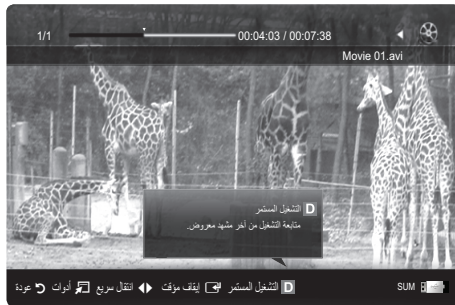 1/1 00:04:03 / 00:07:38
Movie 01.avi
D التشغيل المستمر
متابعة التشغيل من آخر مشهد معروض.
SUM D التشغيل المستمر إيقاف مؤقت انتقال سريع أدوات عودة